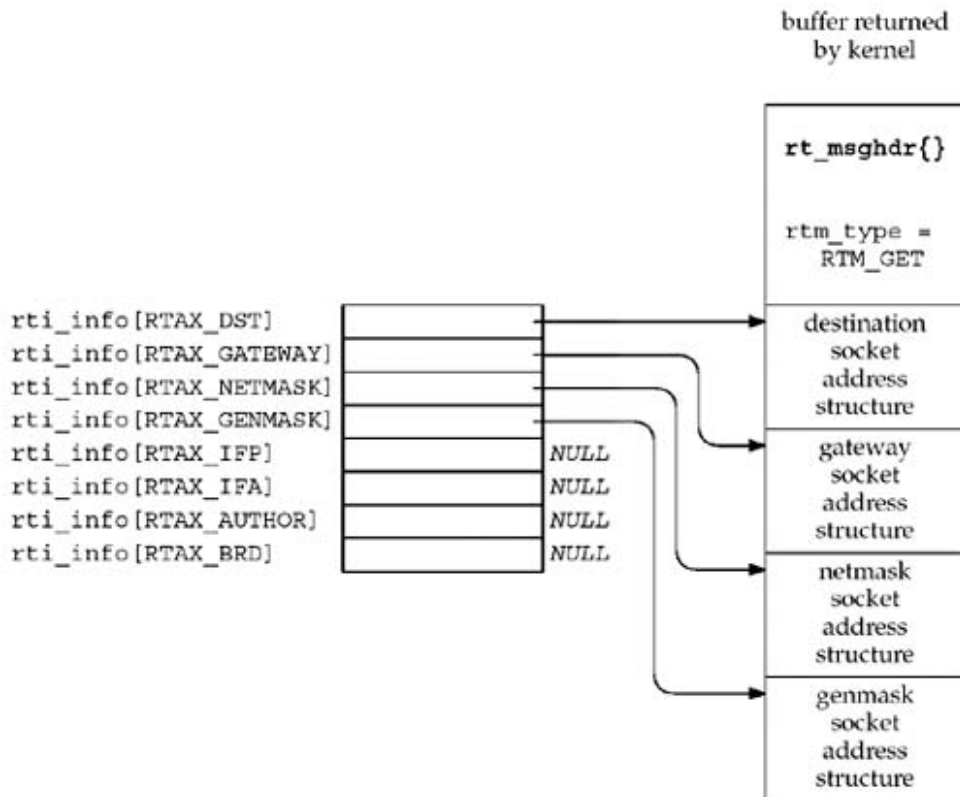 buffer returned
by kernel
rt_msghdr{}
rtm_type =
RTM_GET
rti_info[RTAX_DST]
rti_info[RTAX_GATEWAY]
rti_info[RTAX_NETMASK]
rti_info[RTAX_GENMASK]
rti_info[RTAX_IFP] NULL
rti_info[RTAX_IFA] NULL
rti_info[RTAX_AUTHOR] NULL
rti_info[RTAX_BRD] NULL
destination
socket
address
structure
gateway
socket
address
structure
netmask
socket
address
structure
genmask
socket
address
structure